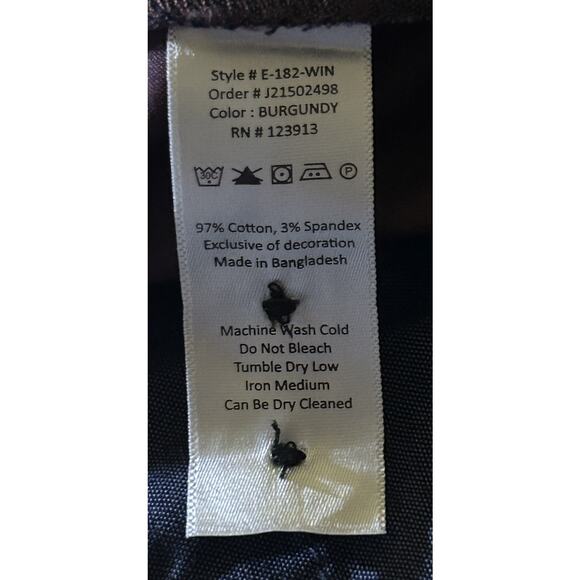 Style # E-182-WIN
Order # J21502498
Color : BURGUNDY
RN # 123913
30C P
97% Cotton, 3% Spandex
Exclusive of decoration
Made in Bangladesh
Machine Wash Cold
Do Not Bleach
Tumble Dry Low
Iron Medium
Can Be Dry Cleaned